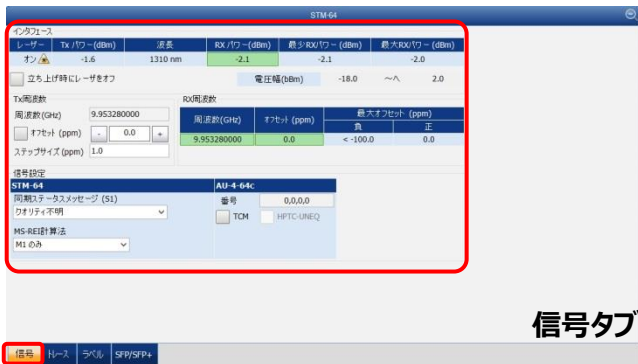 STM-64
インタフェース
レーザー Tx パワー(dBm) 波長 RX パワー(dBm) 最少RXパワー (dBm) 最大RXパワー (dBm)
オン -1.6 1310 nm -2.1 -2.1 -2.0
立ち上げ時にレーザをオフ 電圧幅(bBm) -18.0 ～へ 2.0
Tx周波数 RX周波数
周波数(GHz) 9.953280000 周波数(GHz) オフセット (ppm) 最大オフセット (ppm)
負 正
オフセット (ppm) - 0.0 + 9.953280000 0.0 < -100.0 0.0
ステップサイズ (ppm) 1.0
信号設定
STM-64 AU-4-64c
同期ステータスメッセージ (S1) 番号 0,0,0,0
クオリティ不明 TCM HPTC-UNEQ
MS-REI計算法
M1 のみ
信号タブ
信号 トレース ラベル SFP/SFP+